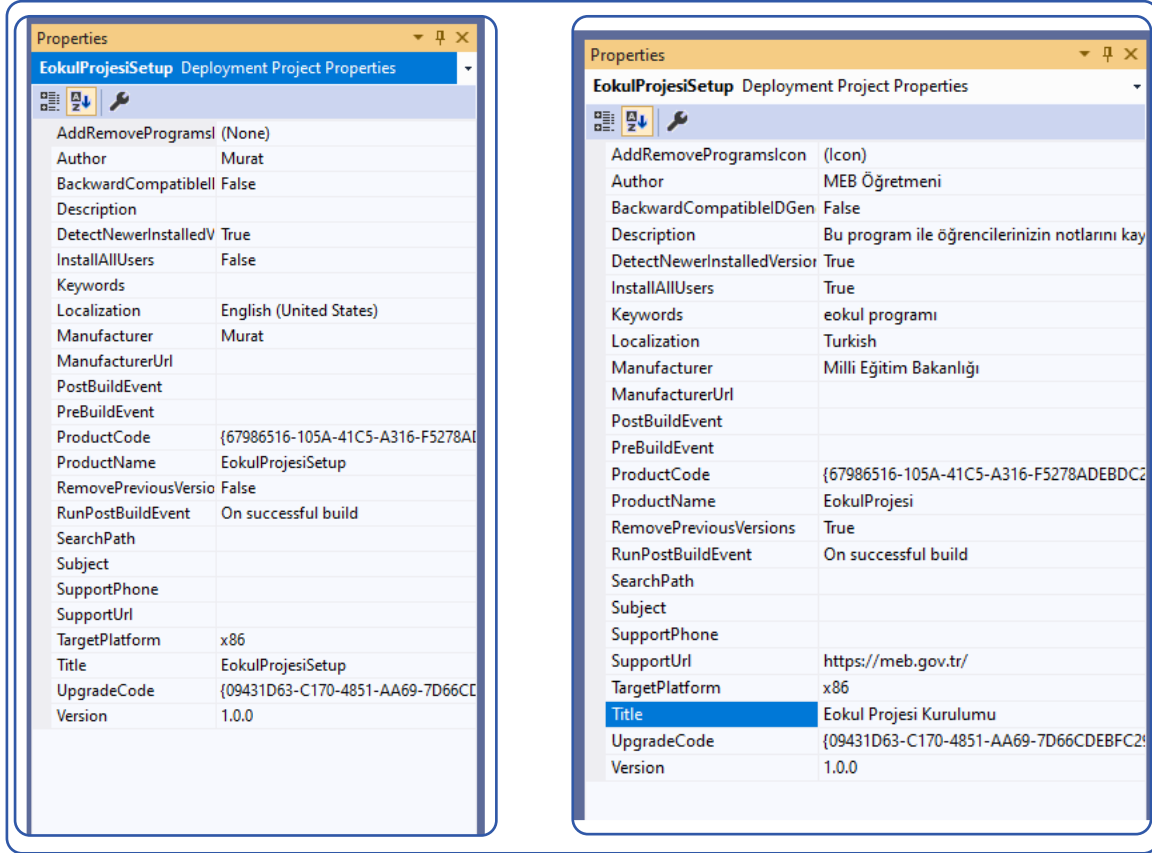 Properties
EokulProjesiSetup Deployment Project Properties
AddRemoveProgramsI (None)
Author Murat
BackwardCompatibleII False
Description
DetectNewerInstalledV True
InstallAllUsers False
Keywords
Localization English (United States)
Manufacturer Murat
ManufacturerUrl
PostBuildEvent
PreBuildEvent
ProductCode {67986516-105A-41C5-A316-F5278AD
ProductName EokulProjesiSetup
RemovePreviousVersio False
RunPostBuildEvent On successful build
SearchPath
Subject
SupportPhone
SupportUrl
TargetPlatform x86
Title EokulProjesiSetup
UpgradeCode {09431D63-C170-4851-AA69-7D66CD
Version 1.0.0
Properties
EokulProjesiSetup Deployment Project Properties
AddRemoveProgramsIcon (Icon)
Author MEB Öğretmeni
BackwardCompatibleIDGen False
Description Bu program ile öğrencilerinizin notlarını kay
DetectNewerInstalledVersior True
InstallAllUsers True
Keywords eokul programı
Localization Turkish
Manufacturer Milli Eğitim Bakanlığı
ManufacturerUrl
PostBuildEvent
PreBuildEvent
ProductCode {67986516-105A-41C5-A316-F5278ADEBDC2
ProductName EokulProjesi
RemovePreviousVersions True
RunPostBuildEvent On successful build
SearchPath
Subject
SupportPhone
SupportUrl https://meb.gov.tr/
TargetPlatform x86
Title Eokul Projesi Kurulumu
UpgradeCode {09431D63-C170-4851-AA69-7D66CDEBFC29
Version 1.0.0